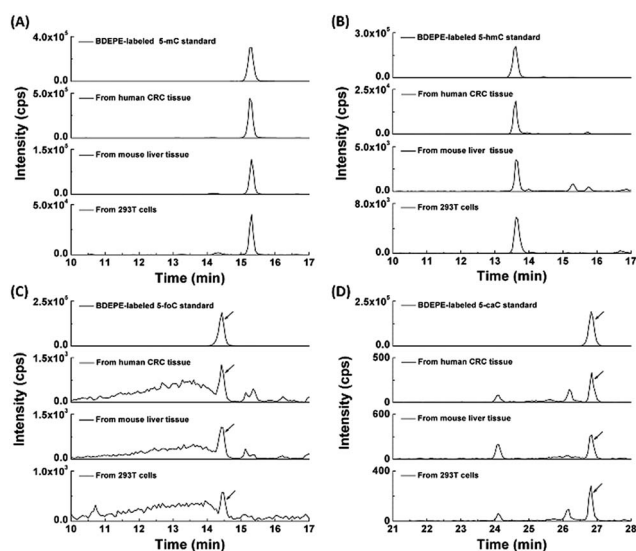 (A)
4.0x10⁵
BDEPE-labeled 5-mC standard
0.0
5.0x10⁵
From human CRC tissue
0.0
1.5x10⁵
From mouse liver tissue
0.0
5.0x10⁴
From 293T cells
0.0
10 11 12 13 14 15 16 17
Time (min)
Intensity (cps)
(B)
3.0x10⁵
BDEPE-labeled 5-hmC standard
0.0
2.5x10⁴
From human CRC tissue
0.0
5.0x10³
From mouse liver tissue
0.0
8.0x10³
From 293T cells
0.0
10 11 12 13 14 15 16 17
Time (min)
Intensity (cps)
(C)
2.5x10⁵
BDEPE-labeled 5-foC standard
0.0
1.5x10³
From human CRC tissue
0.0
1.5x10³
From mouse liver tissue
0.0
1.0x10³
From 293T cells
0.0
10 11 12 13 14 15 16 17
Time (min)
Intensity (cps)
(D)
2.5x10⁵
BDEPE-labeled 5-caC standard
0.0
500
From human CRC tissue
0
600
From mouse liver tissue
0
400
From 293T cells
0
21 22 23 24 25 26 27 28
Time (min)
Intensity (cps)